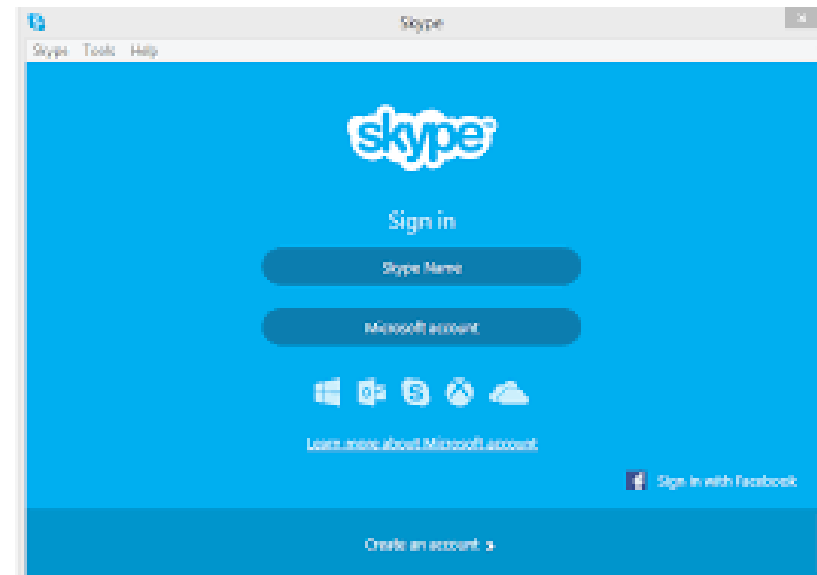 Skype
Skype Tools Help
skype™
Sign in
Skype Name
Microsoft account
Learn more about Microsoft account
Sign in with Facebook
Create an account >